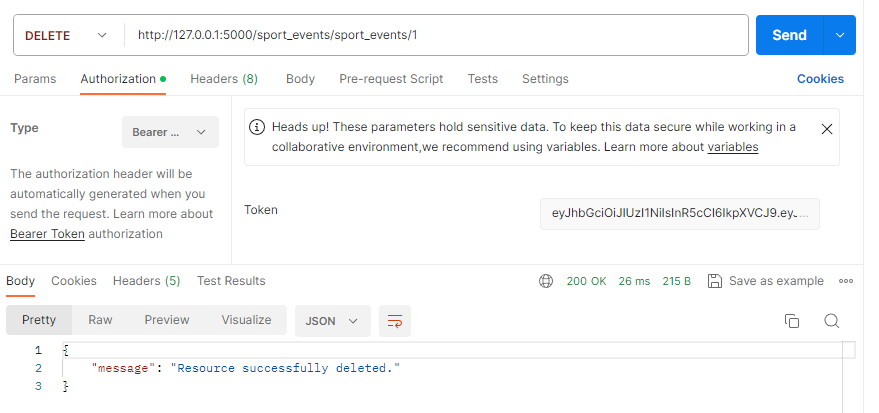 DELETE http://127.0.0.1:5000/sport_events/sport_events/1 Send
Params Authorization Headers (8) Body Pre-request Script Tests Settings Cookies
Type Bearer ...
The authorization header will be
automatically generated when you
send the request. Learn more about
Bearer Token authorization
Heads up! These parameters hold sensitive data. To keep this data secure while working in a
collaborative environment,we recommend using variables. Learn more about variables
Token eyJhbGciOiJIUzI1NiIsInR5cCI6IkpXVCJ9.ey....
Body Cookies Headers (5) Test Results 200 OK 26 ms 215 B Save as example
Pretty Raw Preview Visualize JSON
1 {
2 "message": "Resource successfully deleted."
3 }